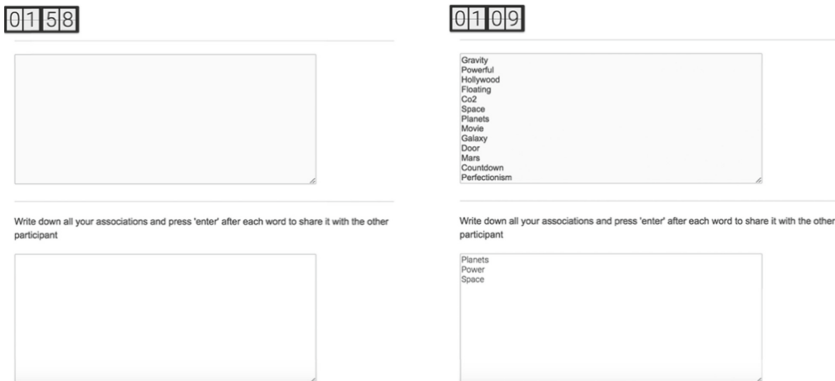 01 58
Write down all your associations and press 'enter' after each word to share it with the other
participant
01 09
Gravity
Powerful
Hollywood
Floating
Co2
Space
Planets
Movie
Galaxy
Door
Mars
Countdown
Perfectionism
Write down all your associations and press 'enter' after each word to share it with the other
participant
Planets
Power
Space